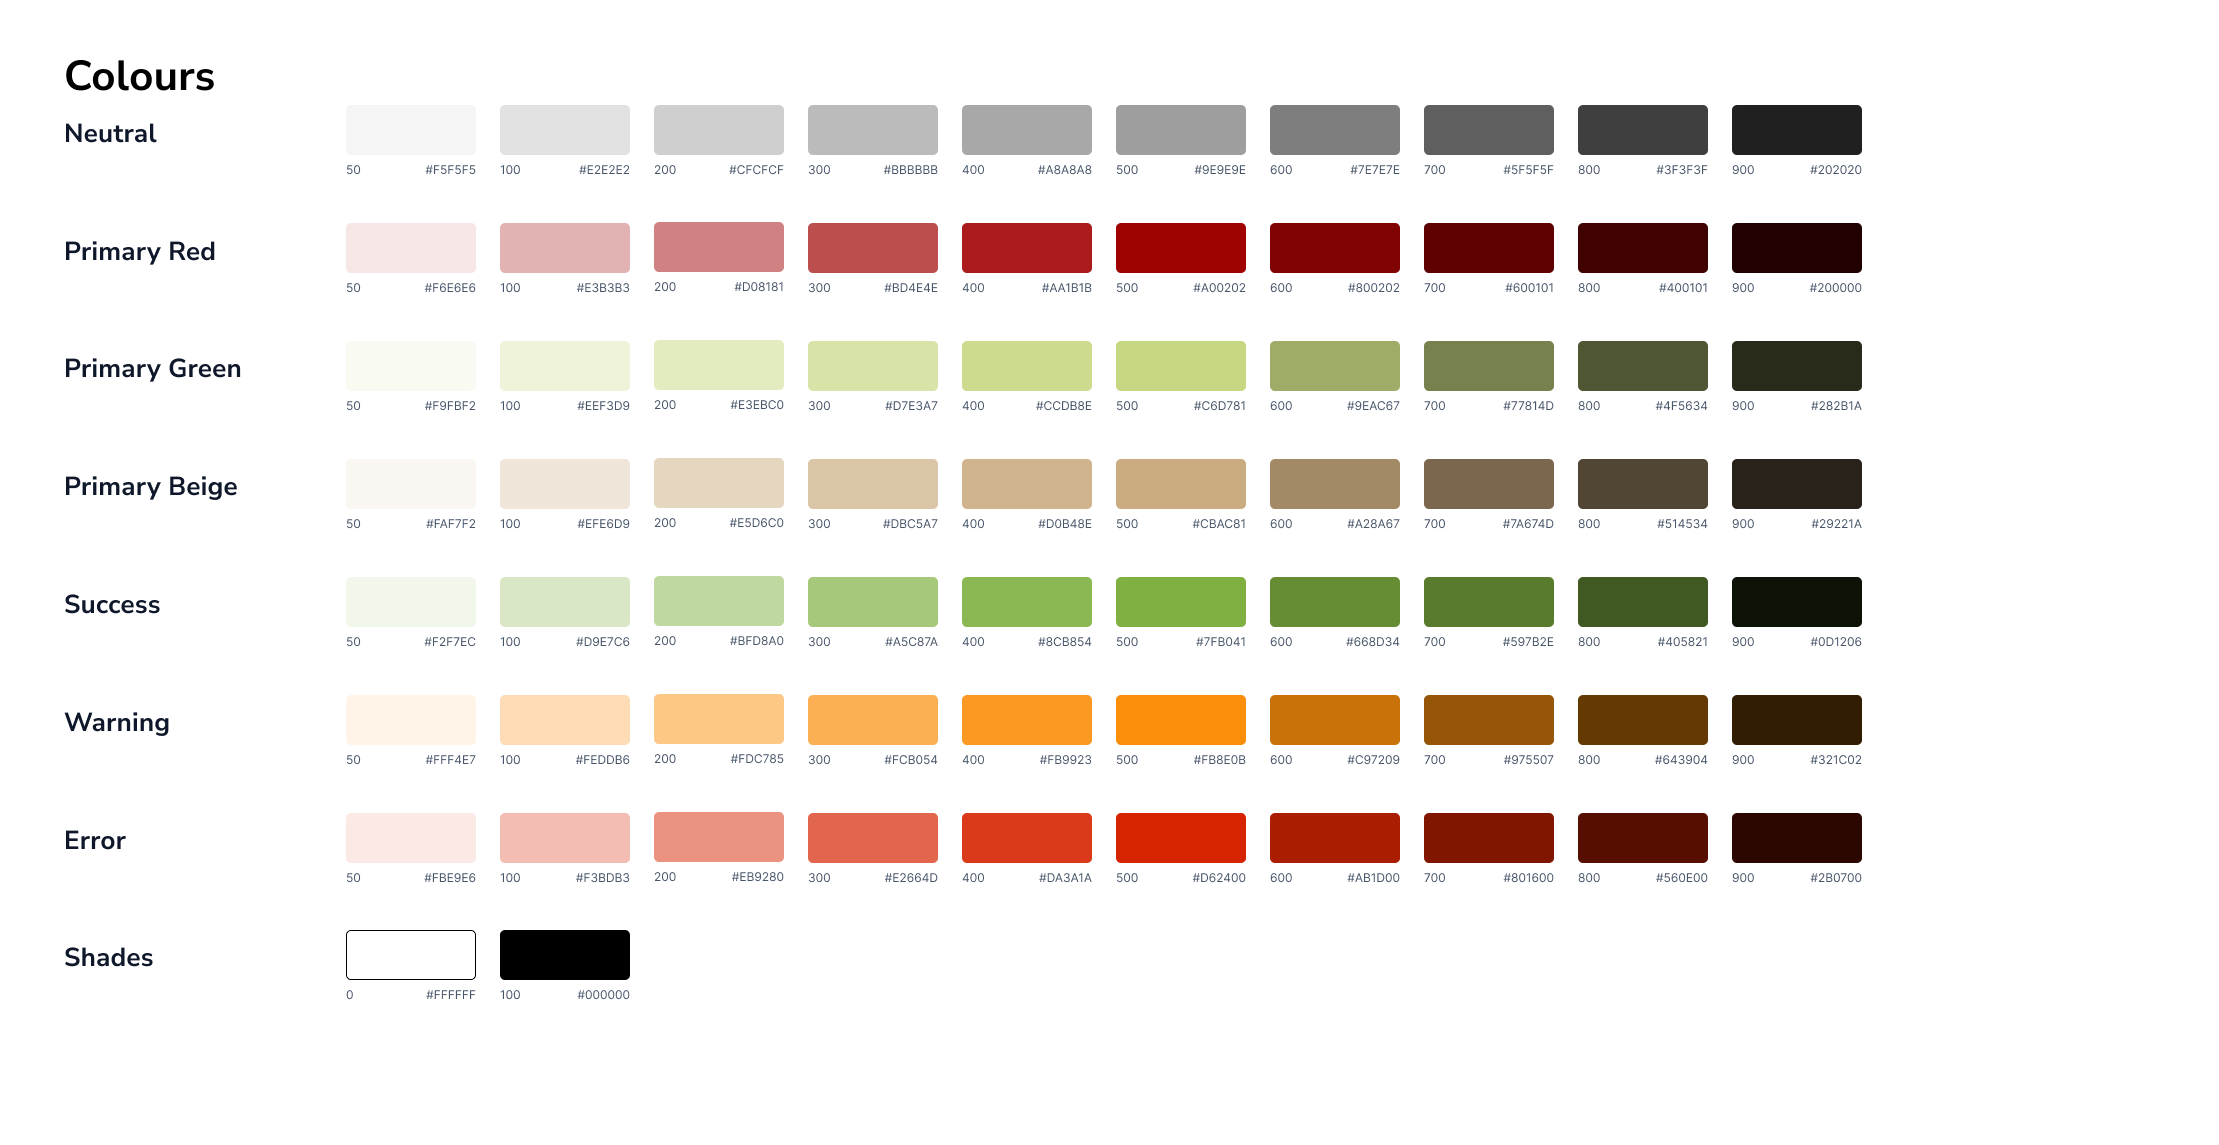 Colours
Neutral
50 #F5F5F5 100 #E2E2E2 200 #CFCFCF 300 #BBBBBB 400 #A8A8A8 500 #9E9E9E 600 #7E7E7E 700 #5F5F5F 800 #3F3F3F 900 #202020
Primary Red
50 #F6E6E6 100 #E3B3B3 200 #D08181 300 #BD4E4E 400 #AA1B1B 500 #A00202 600 #800202 700 #600101 800 #400101 900 #200000
Primary Green
50 #F9FBF2 100 #EEF3D9 200 #E3EBC0 300 #D7E3A7 400 #CCDB8E 500 #C6D781 600 #9EAC67 700 #77814D 800 #4F5634 900 #282B1A
Primary Beige
50 #FAF7F2 100 #EFE6D9 200 #E5D6C0 300 #DBC5A7 400 #D0B48E 500 #CBAC81 600 #A28A67 700 #7A674D 800 #514534 900 #29221A
Success
50 #F2F7EC 100 #D9E7C6 200 #BFD8A0 300 #A5C87A 400 #8CB854 500 #7FB041 600 #668D34 700 #597B2E 800 #405821 900 #0D1206
Warning
50 #FFF4E7 100 #FEDDB6 200 #FDC785 300 #FCB054 400 #FB9923 500 #FB8E0B 600 #C97209 700 #975507 800 #643904 900 #321C02
Error
50 #FBE9E6 100 #F3BDB3 200 #EB9280 300 #E2664D 400 #DA3A1A 500 #D62400 600 #AB1D00 700 #801600 800 #560E00 900 #2B0700
Shades
0 #FFFFFF 100 #000000